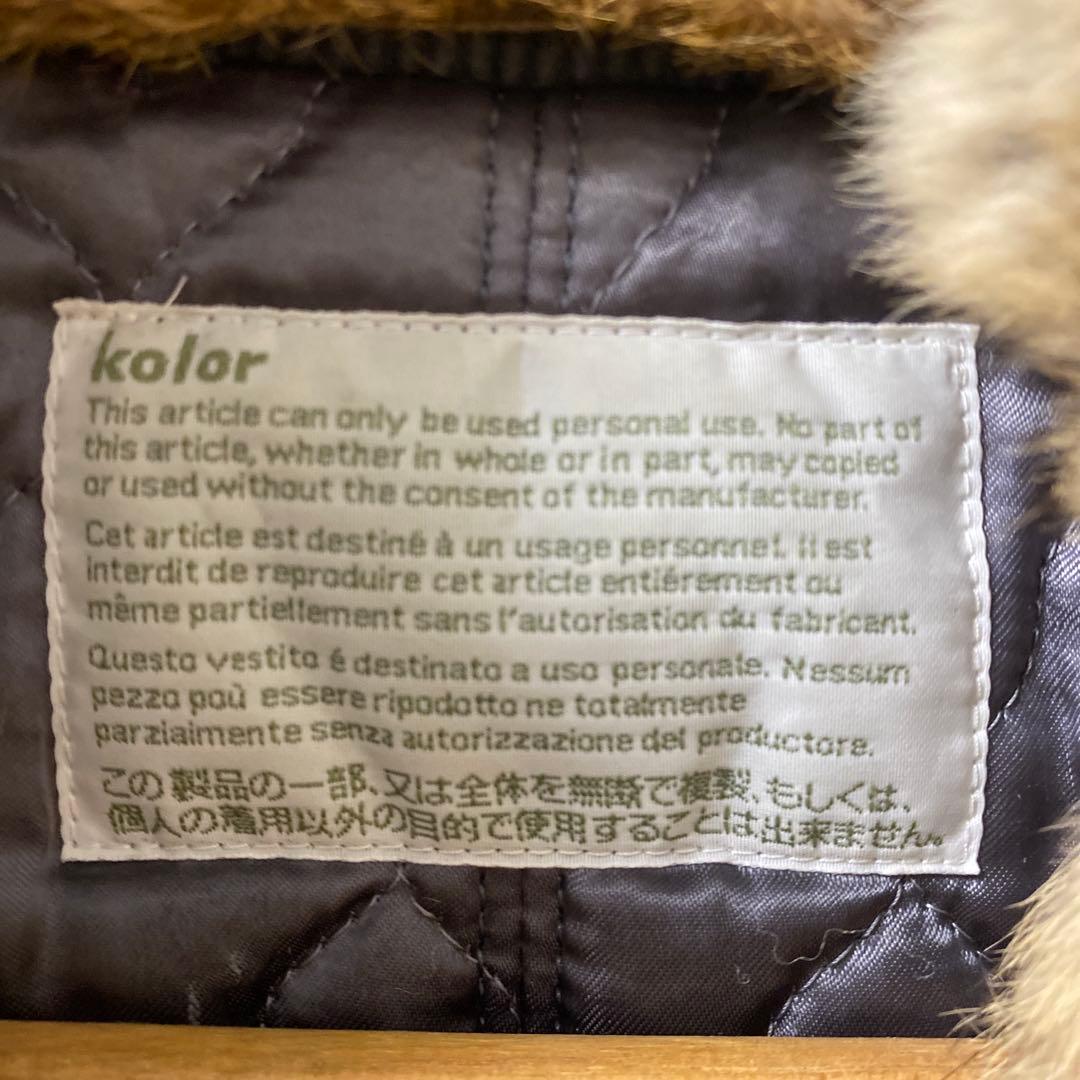 kolor
This article can only be used personal use. No part of
this article, whether in whole or in part, may copied
or used without the consent of the manufacturer.
Cet article est destiné à un usage personnel. il est
interdit de reproduire cet article entiérement ou
même partiellement sans l'autorisation du fabricant.
Questo vestito é destinato a uso personale. Nessum
pezzo poù essere ripodotto ne totalmente
parzialmente senza autorizzazione del productore.
この製品の一部、又は全体を無断で複製、もしくは、
個人の着用以外の目的で使用することは出来ません。